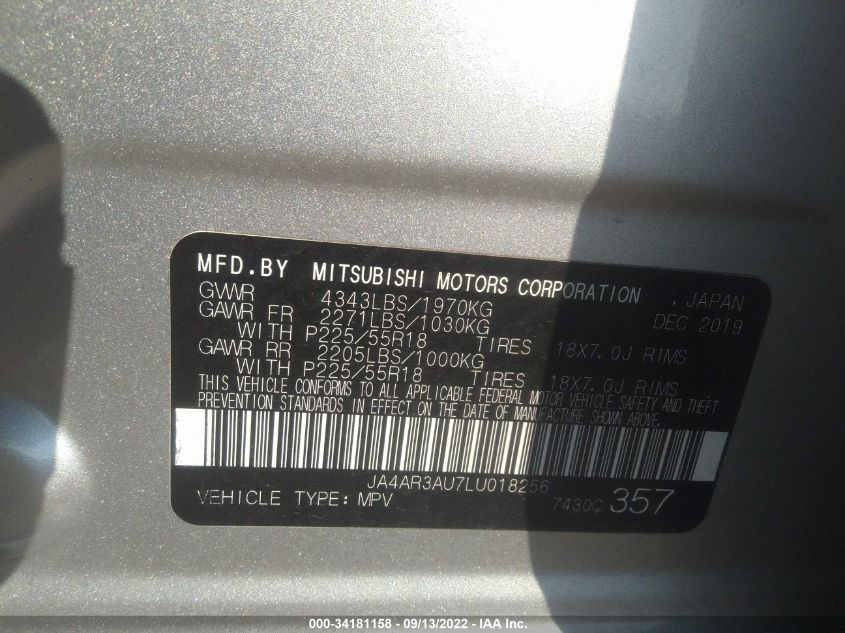 MFD.BY MITSUBISHI MOTORS CORPORATION , JAPAN
GVWR 4343LBS/1970KG DEC 2019
GAWR FR 2271LBS/1030KG
WITH P225/55R18 TIRES 18X7.0J RIMS
GAWR RR 2205LBS/1000KG
WITH P225/55R18 TIRES 18X7.0J RIMS
THIS VEHICLE CONFORMS TO ALL APPLICABLE FEDERAL MOTOR VEHICLE SAFETY AND THEFT
PREVENTION STANDARDS IN EFFECT ON THE DATE OF MANUFACTURE SHOWN ABOVE.
JA4AR3AU7LU018256
VEHICLE TYPE: MPV 7430C 357
000-34181158 - 09/13/2022 - IAA Inc.